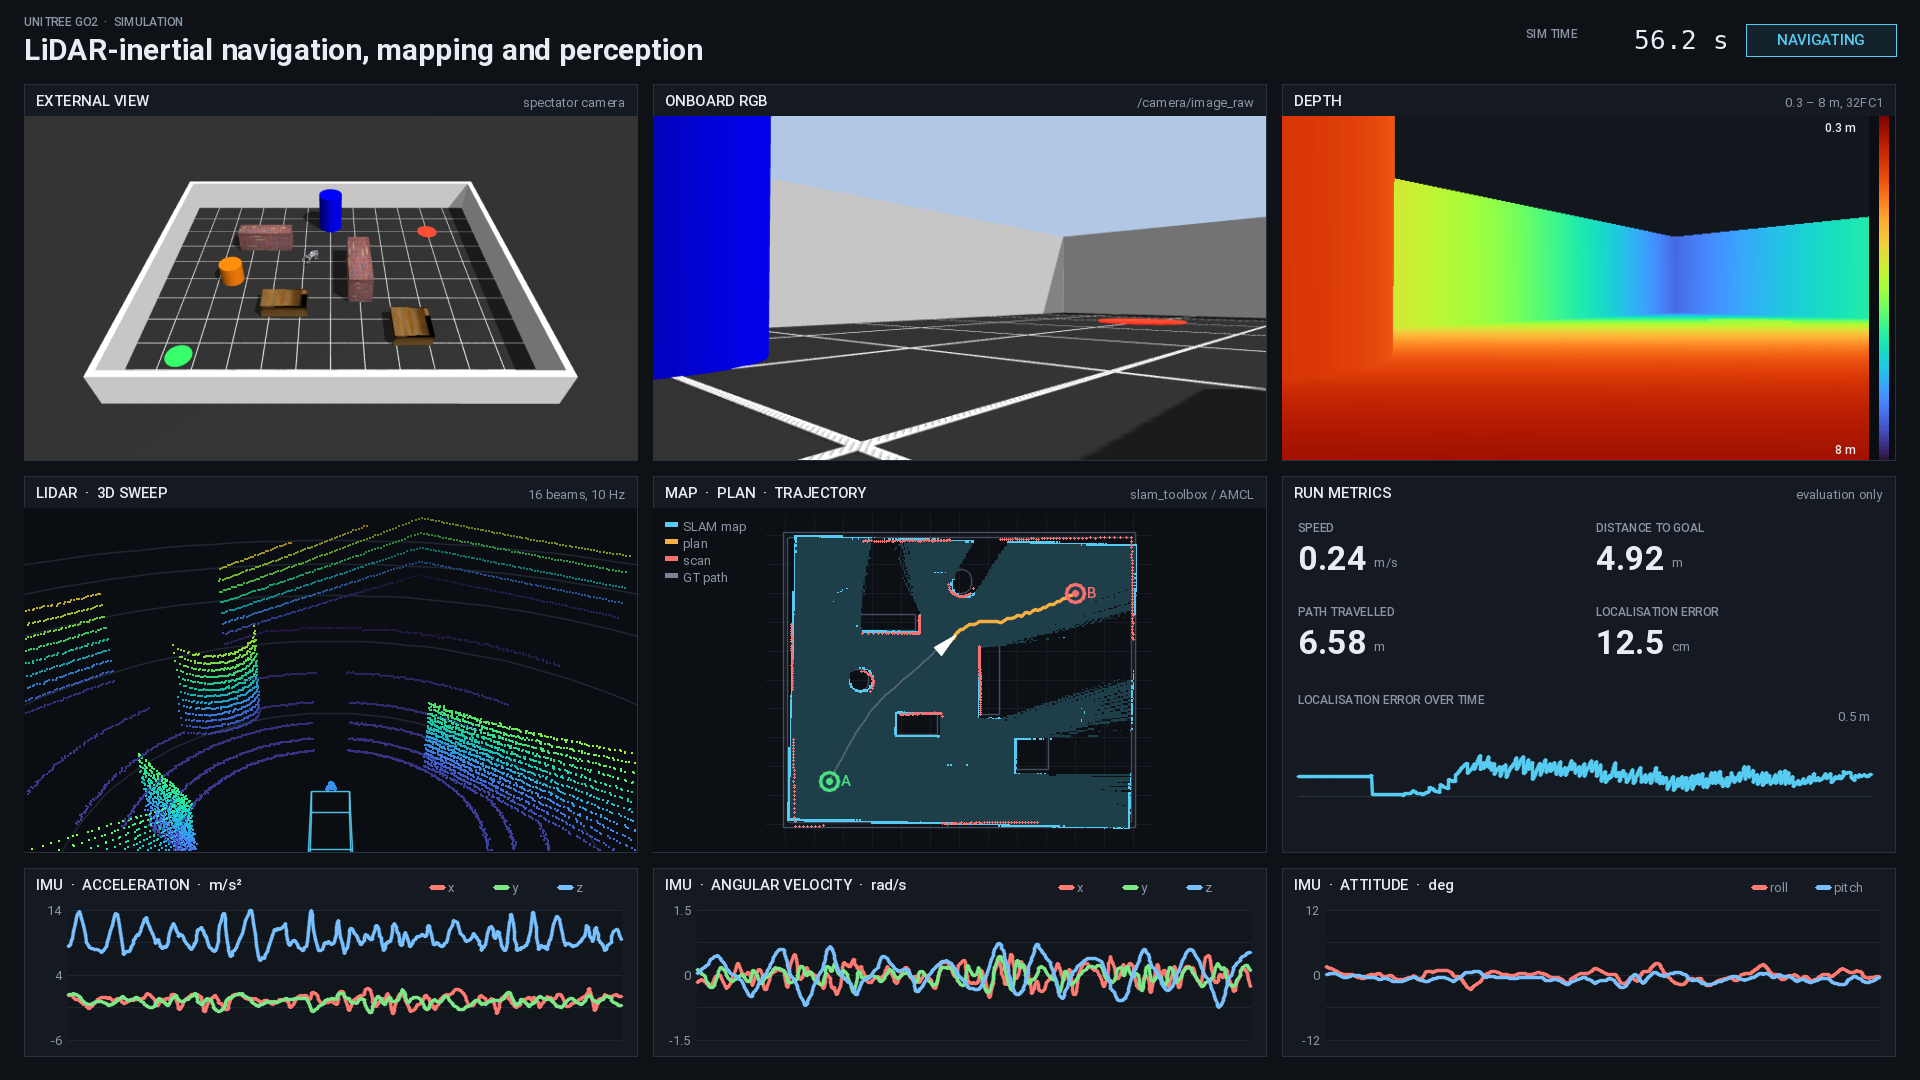 UNITREE GO2 · SIMULATION
LiDAR-inertial navigation, mapping and perception
SIM TIME
56.2 s
NAVIGATING
EXTERNAL VIEW
spectator camera
ONBOARD RGB
/camera/image_raw
DEPTH
0.3 – 8 m, 32FC1
0.3 m
8 m
LIDAR · 3D SWEEP
16 beams, 10 Hz
MAP · PLAN · TRAJECTORY
slam_toolbox / AMCL
SLAM map
plan
scan
GT path
B
A
RUN METRICS
evaluation only
SPEED
DISTANCE TO GOAL
0.24 m/s
4.92 m
PATH TRAVELLED
LOCALISATION ERROR
6.58 m
12.5 cm
LOCALISATION ERROR OVER TIME
0.5 m
IMU · ACCELERATION · m/s²
x
y
z
14
4
-6
IMU · ANGULAR VELOCITY · rad/s
x
y
z
1.5
0
-1.5
IMU · ATTITUDE · deg
roll
pitch
12
0
-12